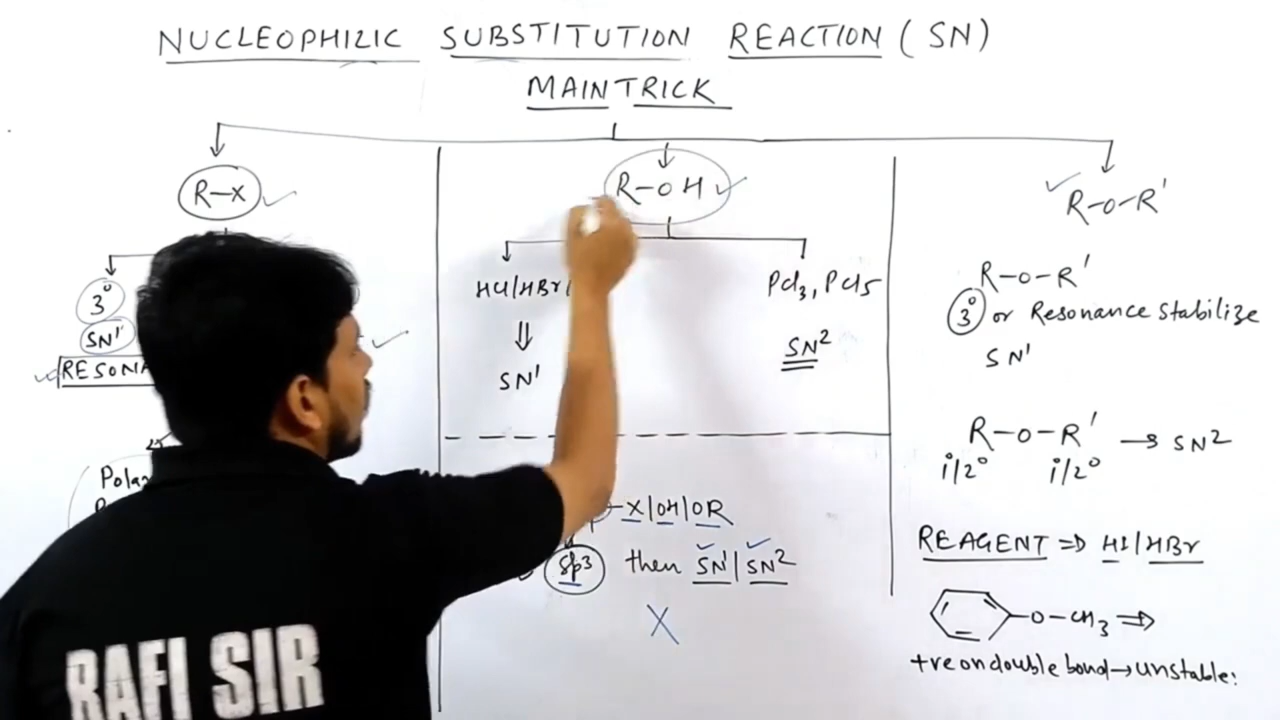 NUCLEOPHILIC SUBSTITUTION REACTION (SN)
MAIN TRICK
R-X
3°
SN1
R-OH
HCl/HBr/
SN1
PCl3, PCl5
SN2
X/OH/OR
Sp3 then SN1/SN2
X
R-O-R'
R-O-R'
3° or Resonance Stabilize
SN1
R-O-R' → SN2
1°/2° 1°/2°
REAGENT ⇒ HI/HBr
-O-CH3 ⇒
+ve on double bond → unstable:
RAFI SIR